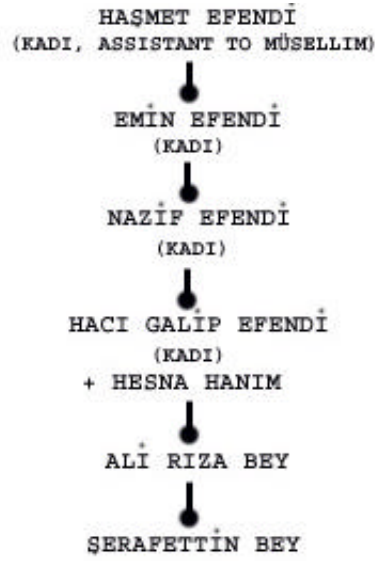 HAŞMET EFENDİ
(KADI, ASSISTANT TO MÜSELLIM)
EMİN EFENDİ
(KADI)
NAZİF EFENDİ
(KADI)
HACI GALİP EFENDİ
(KADI)
+ HESNA HANIM
ALİ RIZA BEY
ŞERAFETTİN BEY